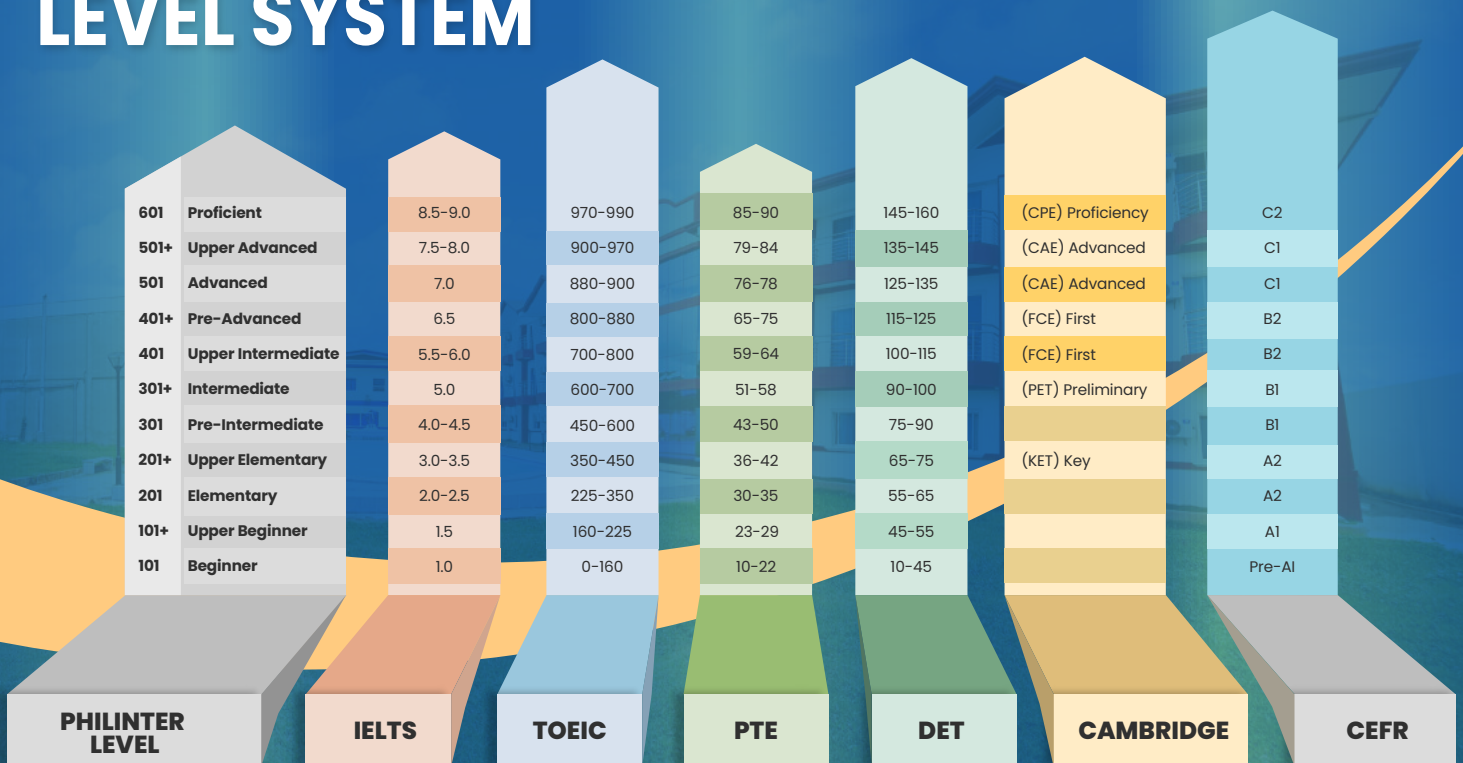 LEVEL SYSTEM
601 Proficient 8.5-9.0 970-990 85-90 145-160 (CPE) Proficiency C2
501+ Upper Advanced 7.5-8.0 900-970 79-84 135-145 (CAE) Advanced C1
501 Advanced 7.0 880-900 76-78 125-135 (CAE) Advanced C1
401+ Pre-Advanced 6.5 800-880 65-75 115-125 (FCE) First B2
401 Upper Intermediate 5.5-6.0 700-800 59-64 100-115 (FCE) First B2
301+ Intermediate 5.0 600-700 51-58 90-100 (PET) Preliminary B1
301 Pre-Intermediate 4.0-4.5 450-600 43-50 75-90 B1
201+ Upper Elementary 3.0-3.5 350-450 36-42 65-75 (KET) Key A2
201 Elementary 2.0-2.5 225-350 30-35 55-65 A2
101+ Upper Beginner 1.5 160-225 23-29 45-55 A1
101 Beginner 1.0 0-160 10-22 10-45 Pre-AI
PHILINTER
LEVEL IELTS TOEIC PTE DET CAMBRIDGE CEFR